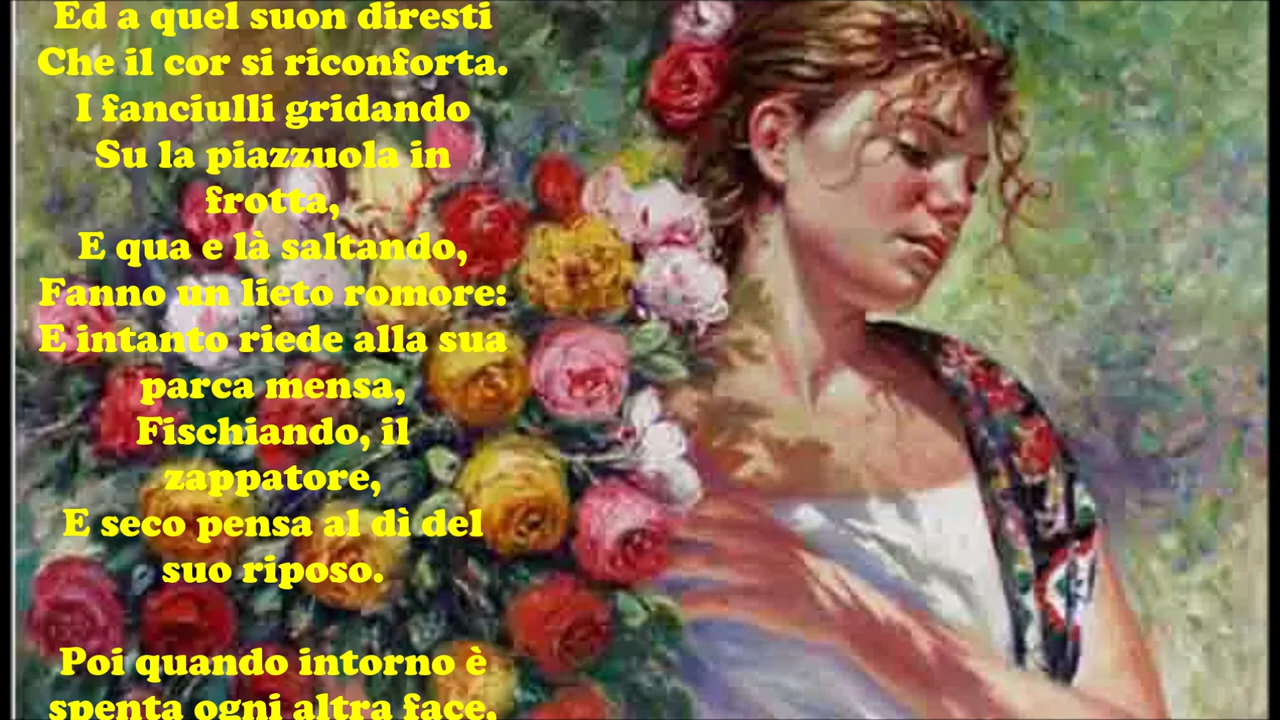 Ed a quel suon diresti
Che il cor si riconforta.
I fanciulli gridando
Su la piazzuola in
frotta,
E qua e là saltando,
Fanno un lieto romore:
E intanto riede alla sua
parca mensa,
Fischiando, il
zappatore,
E seco pensa al dì del
suo riposo.
Poi quando intorno è
spenta ogni altra face,